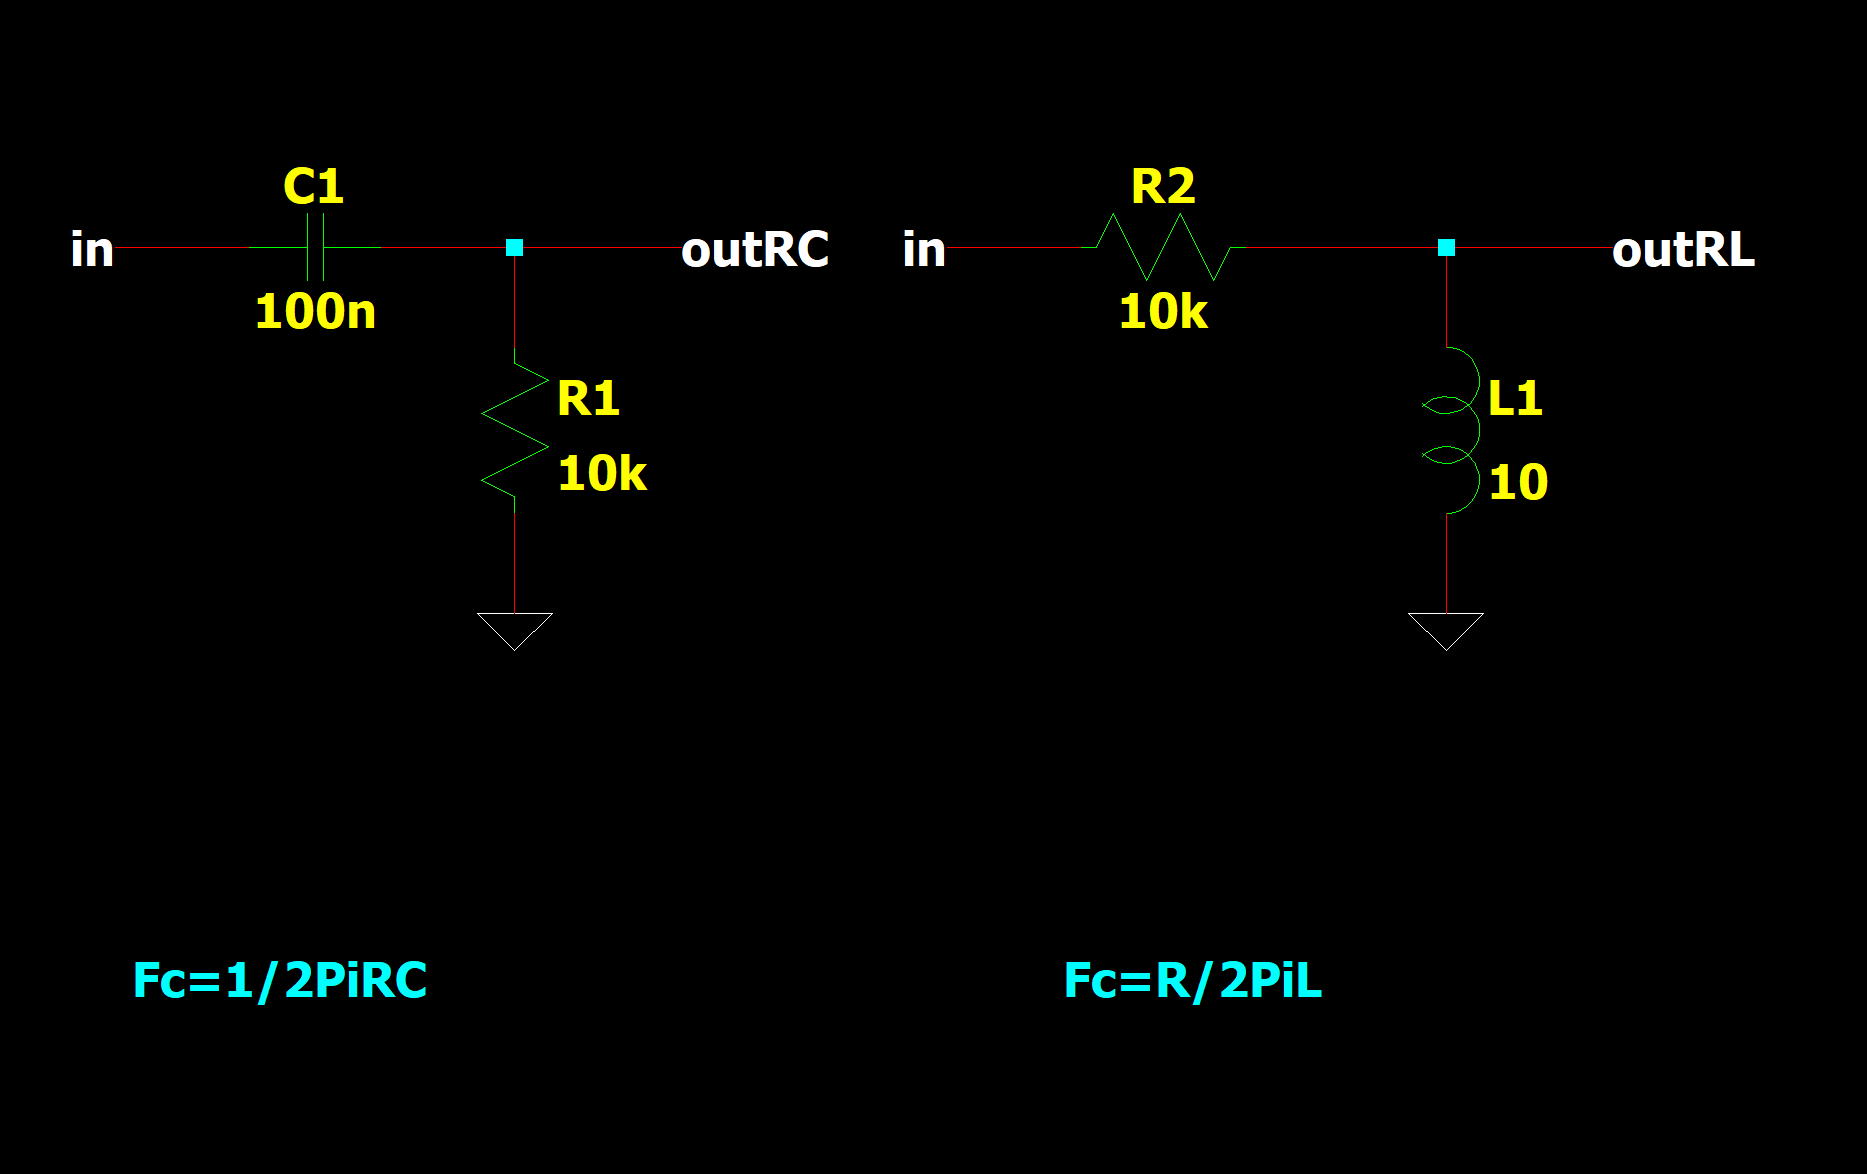 C1
in
outRC
100n
R1
10k
R2
in
outRL
10k
L1
10
Fc=1/2PiRC
Fc=R/2PiL